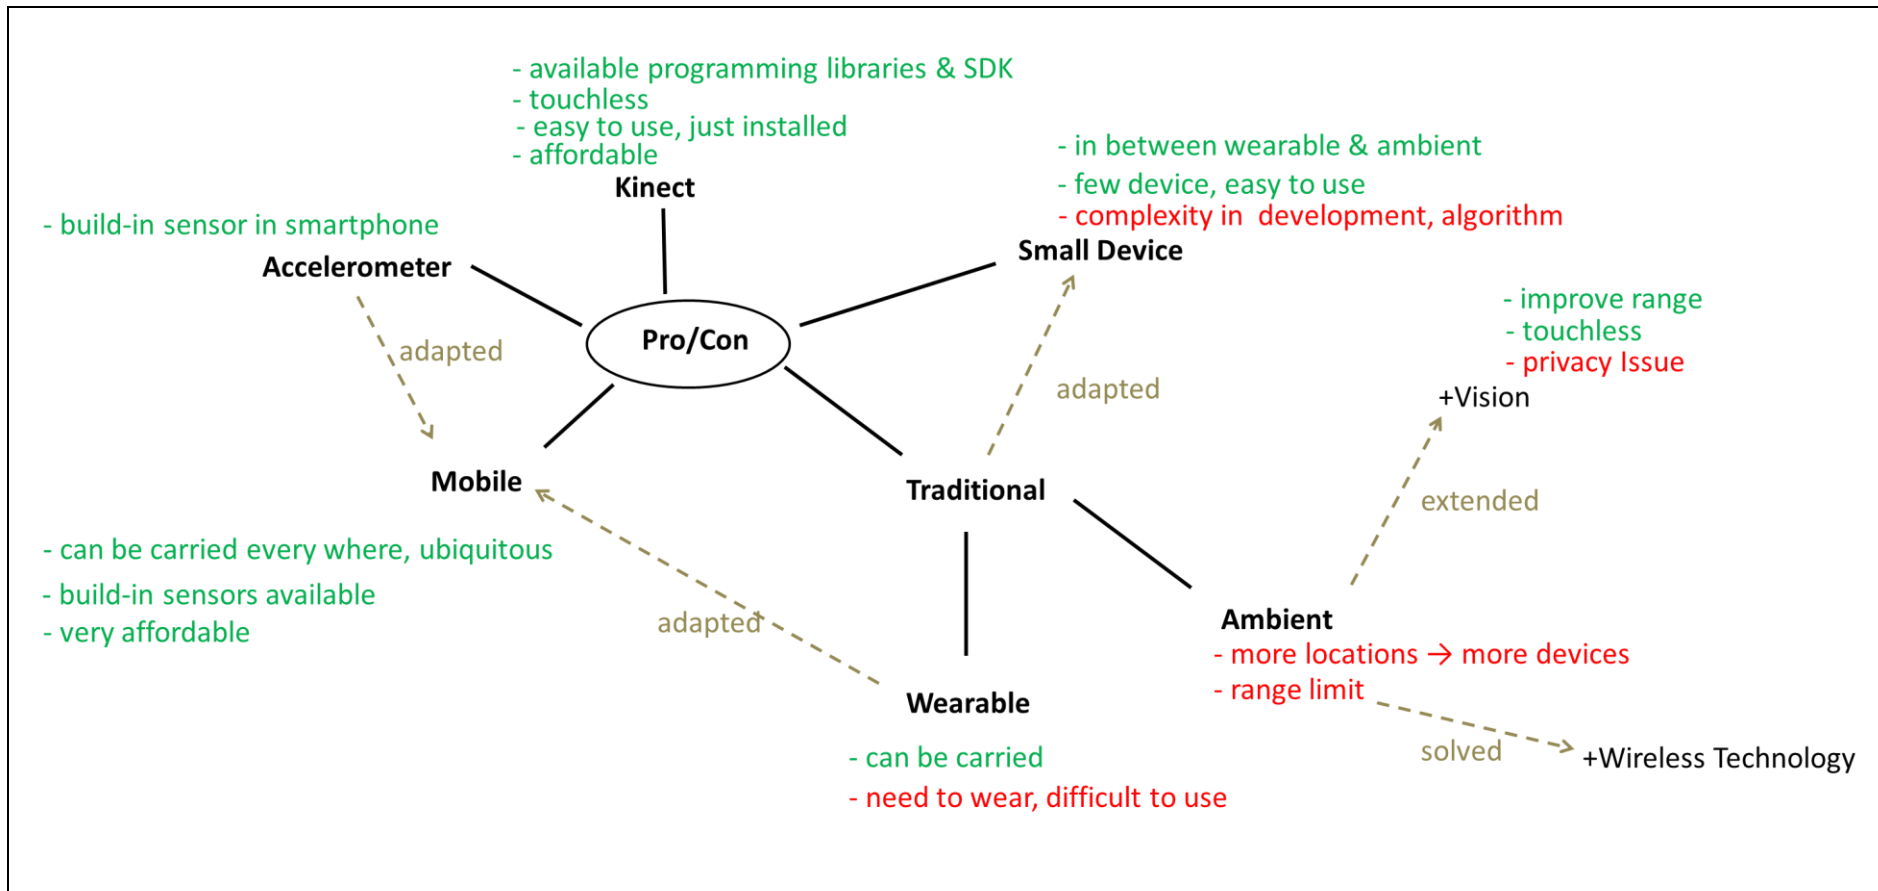 - available programming libraries & SDK
- touchless
- easy to use, just installed
- affordable
Kinect
- in between wearable & ambient
- few device, easy to use
- complexity in  development, algorithm
Small Device
- build-in sensor in smartphone
Accelerometer
adapted
Pro/Con
- improve range
- touchless
- privacy Issue
+Vision
adapted
extended
Mobile
Traditional
- can be carried every where, ubiquitous
- build-in sensors available
- very affordable
adapted
Ambient
- more locations → more devices
- range limit
Wearable
- can be carried
- need to wear, difficult to use
solved
+Wireless Technology